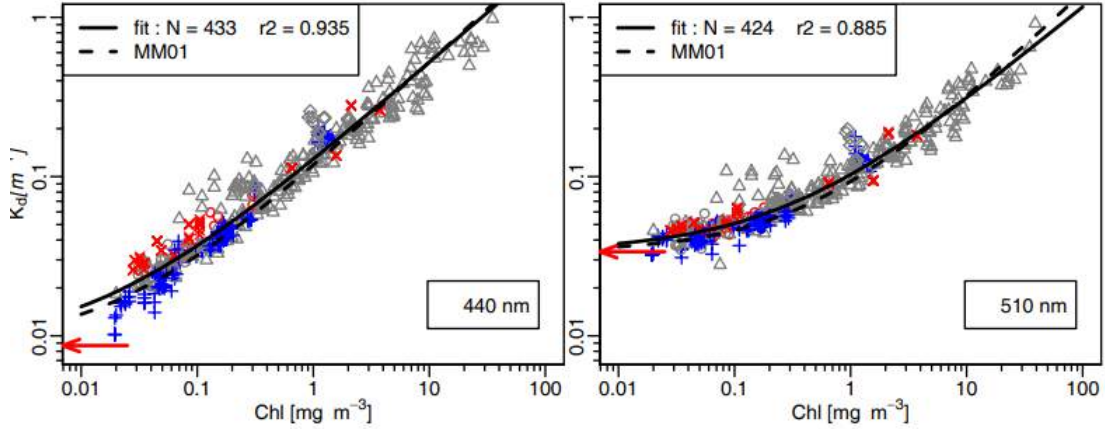 fit : N = 433 r2 = 0.935
MM01
1
0.1
0.01
440 nm
0.01 0.1 1 10 100
Chl [mg m⁻³]
fit : N = 424 r2 = 0.885
MM01
1
0.1
0.01
510 nm
0.01 0.1 1 10 100
Chl [mg m⁻³]